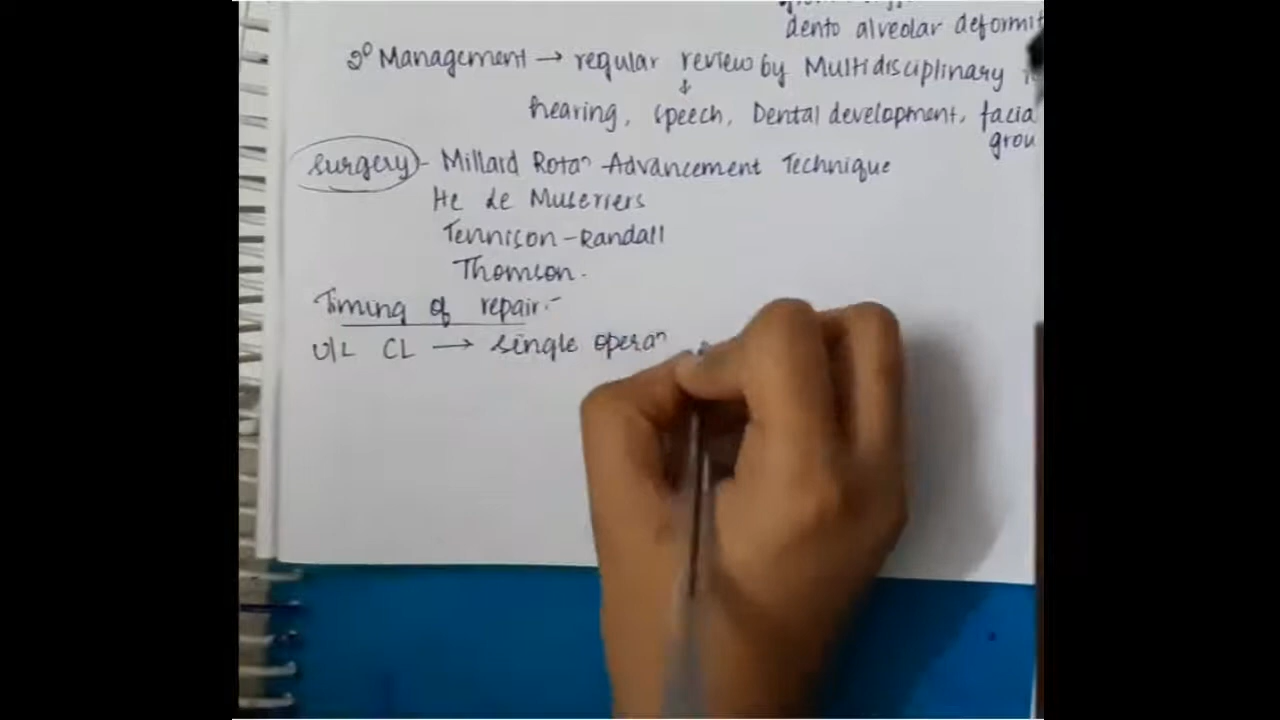 dento alveolar deformit
2° Management → regular review by Multidisciplinary
↓
hearing, speech, Dental development, facia
grou
surgery - Millard Rotaⁿ Advancement Technique
He de Muserers
Tennison-Randall
Thomson.
Timing of repair:-
U/L CL → single operaⁿ